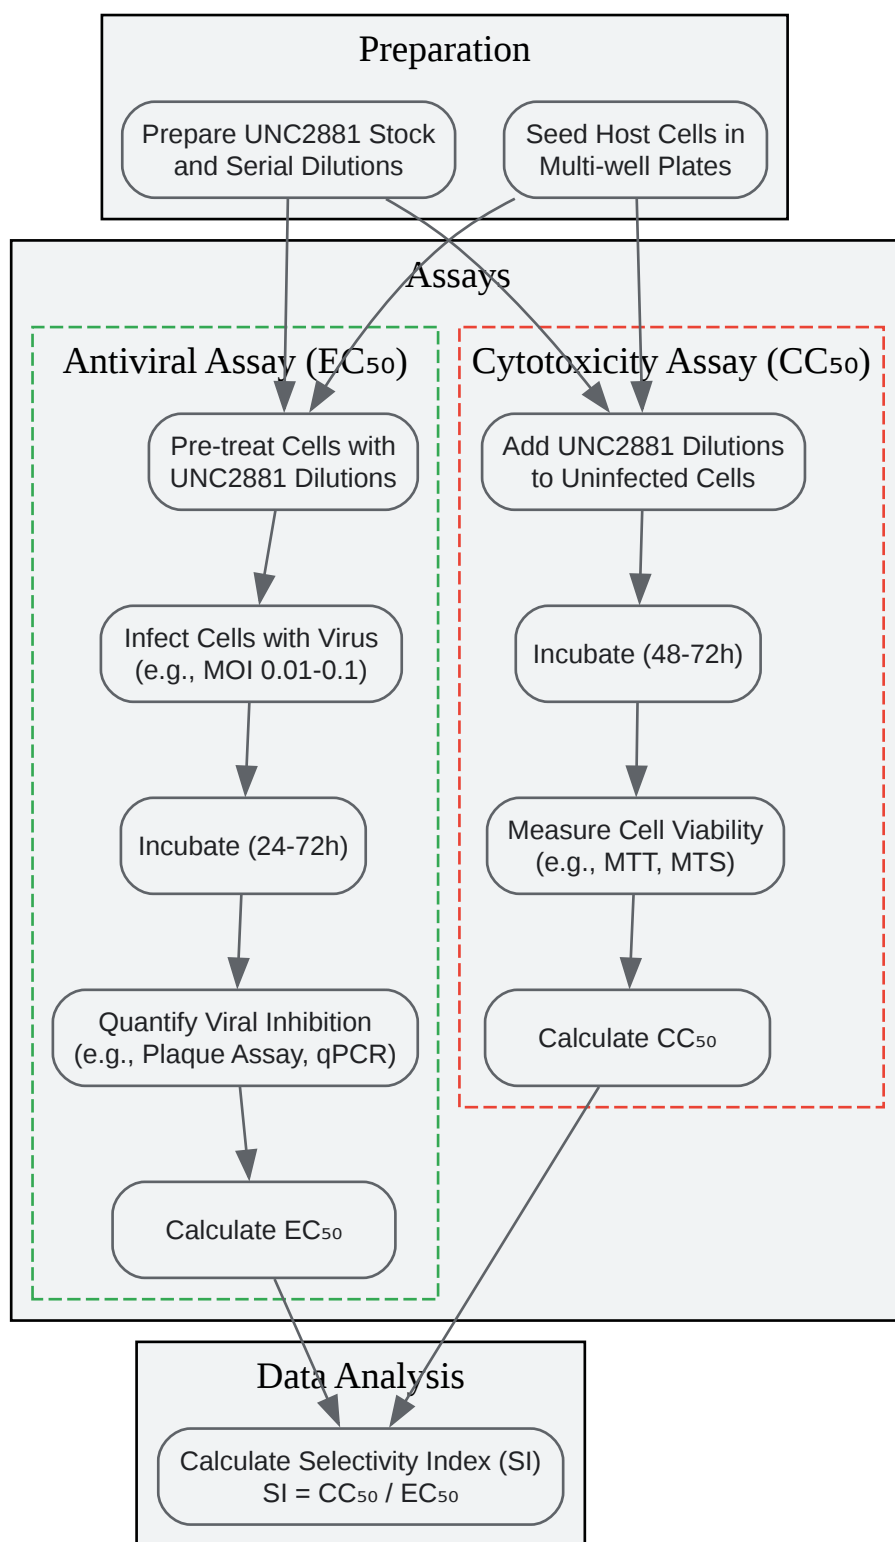 Preparation
Prepare UNC2881 Stock
and Serial Dilutions
Seed Host Cells in
Multi-well Plates
Assays
Antiviral Assay (EC₅₀)
Pre-treat Cells with
UNC2881 Dilutions
Infect Cells with Virus
(e.g., MOI 0.01-0.1)
Incubate (24-72h)
Quantify Viral Inhibition
(e.g., Plaque Assay, qPCR)
Calculate EC₅₀
Cytotoxicity Assay (CC₅₀)
Add UNC2881 Dilutions
to Uninfected Cells
Incubate (48-72h)
Measure Cell Viability
(e.g., MTT, MTS)
Calculate CC₅₀
Data Analysis
Calculate Selectivity Index (SI)
SI = CC₅₀ / EC₅₀